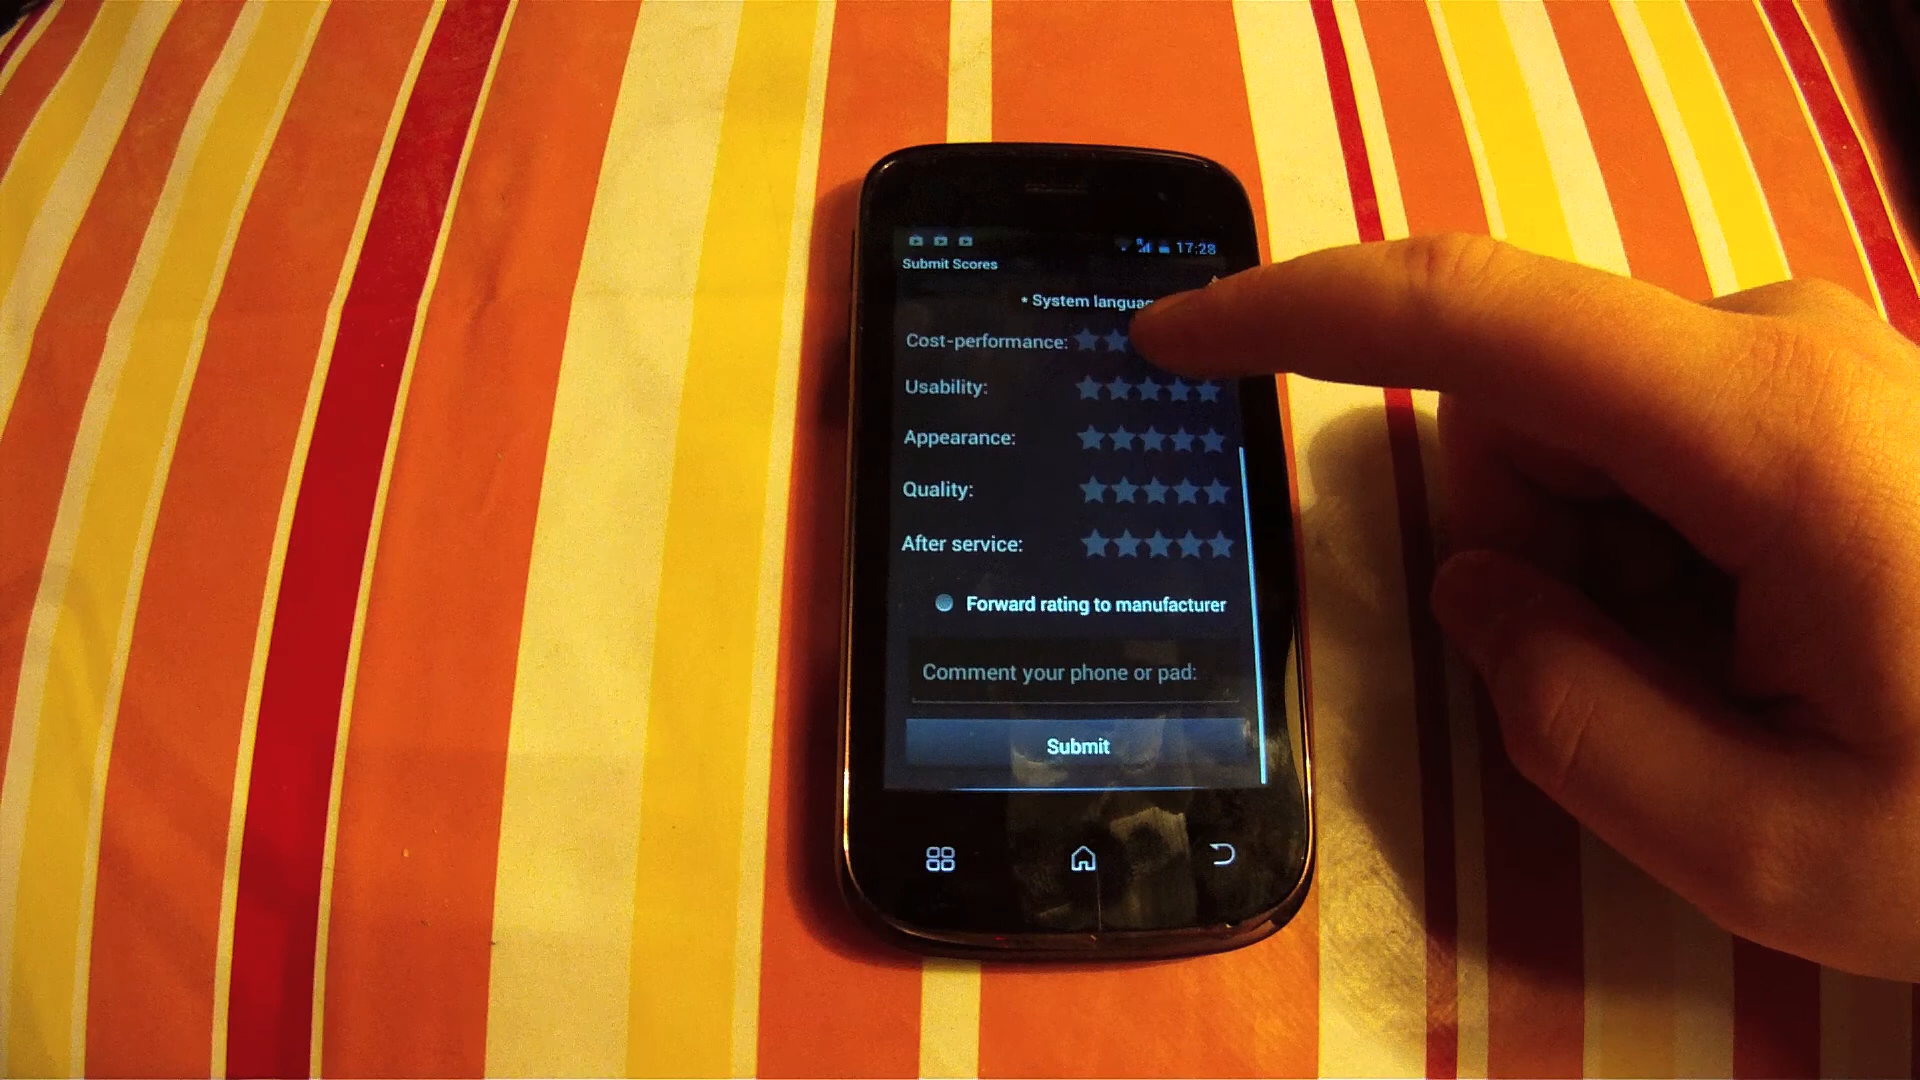 17:28
Submit Scores
* System
Cost-performance:
Usability:
Appearance:
Quality:
After service:
Forward rating to manufacturer
Comment your phone or pad:
Submit